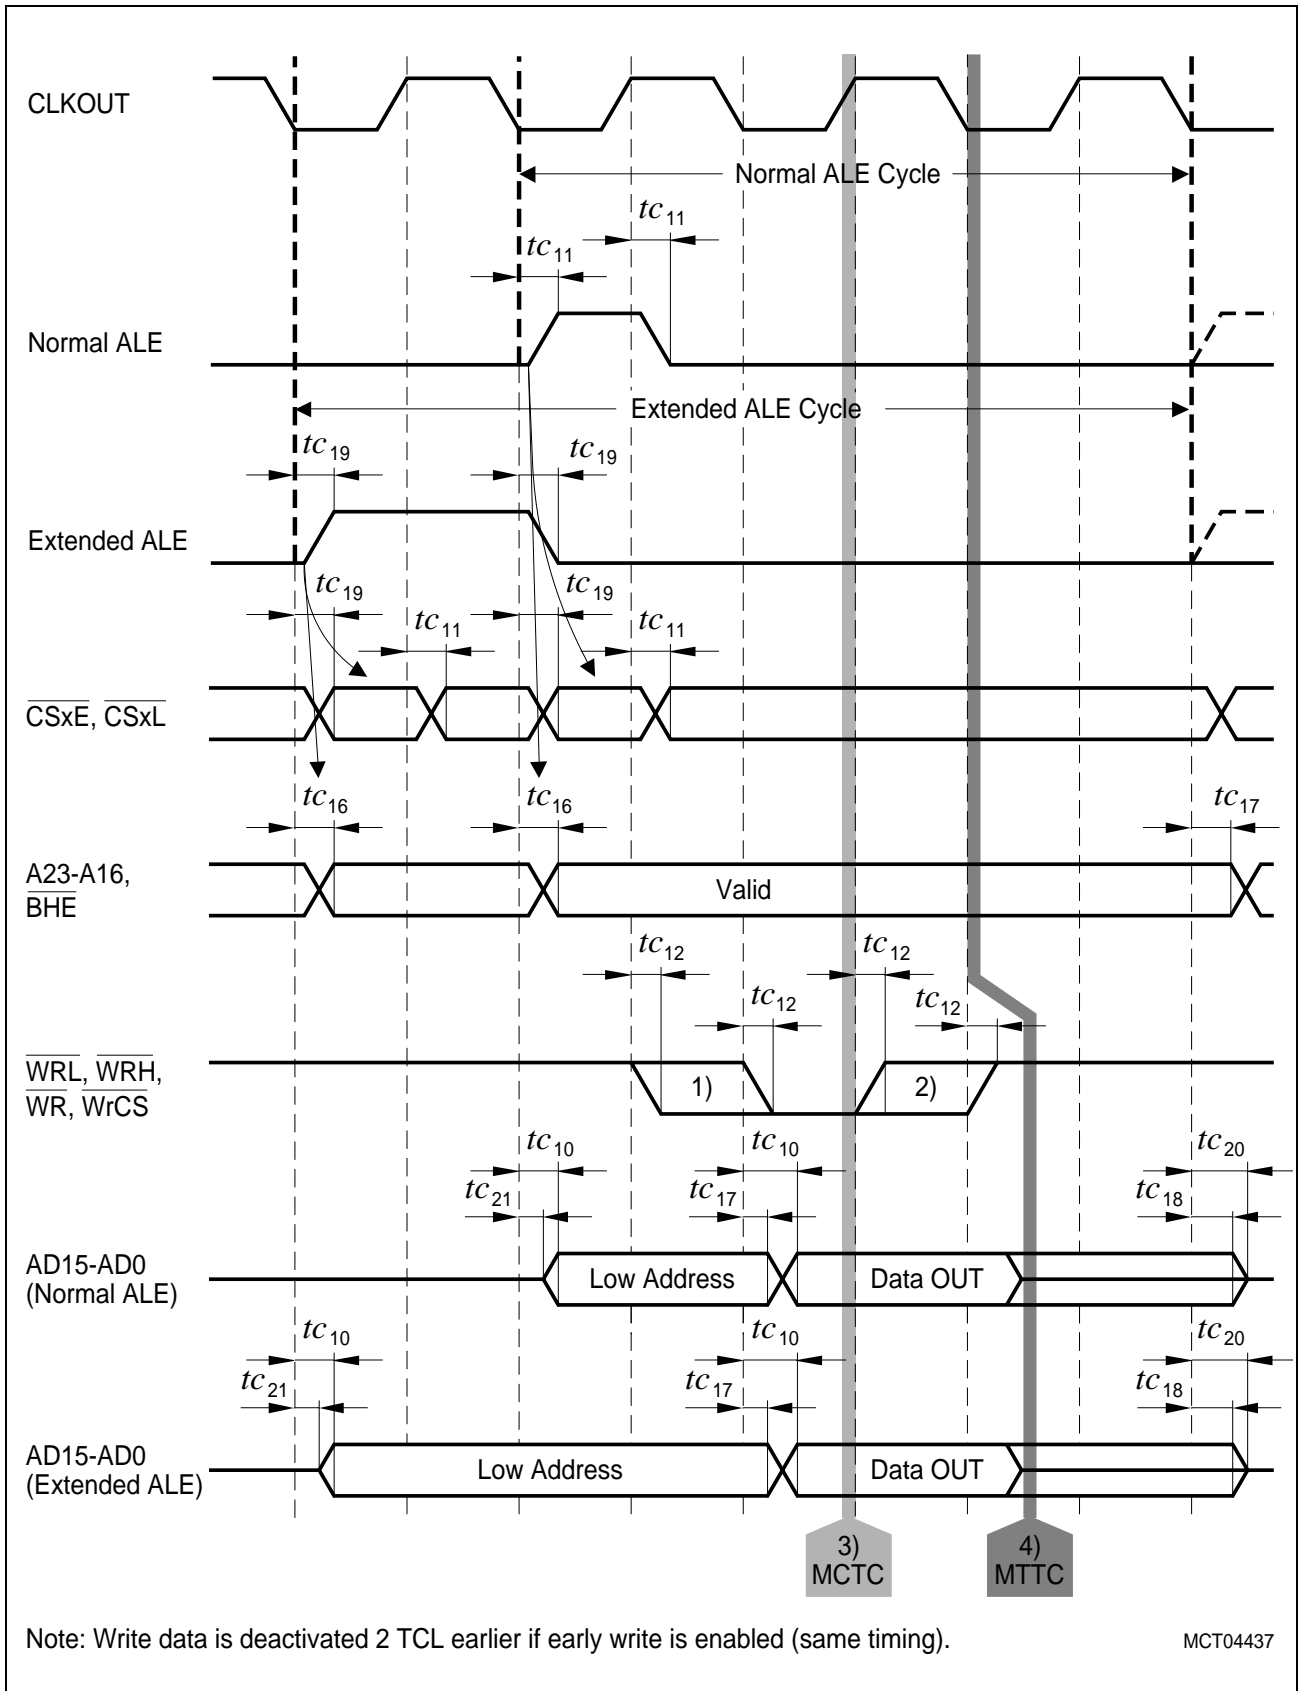 CLKOUT
Normal ALE Cycle
tc11
tc11
Normal ALE
Extended ALE Cycle
tc19
tc19
Extended ALE
tc19
tc19
tc11
tc11
CSxE, CSxL
tc16
tc16
tc17
A23-A16,
BHE
Valid
tc12
tc12
tc12
tc12
WRL, WRH,
WR, WrCS
1)
2)
tc10
tc10
tc20
tc21
tc17
tc18
AD15-AD0
(Normal ALE)
Low Address
Data OUT
tc10
tc10
tc20
tc21
tc17
tc18
AD15-AD0
(Extended ALE)
Low Address
Data OUT
3)
MCTC
4)
MTTC
Note: Write data is deactivated 2 TCL earlier if early write is enabled (same timing).
MCT04437